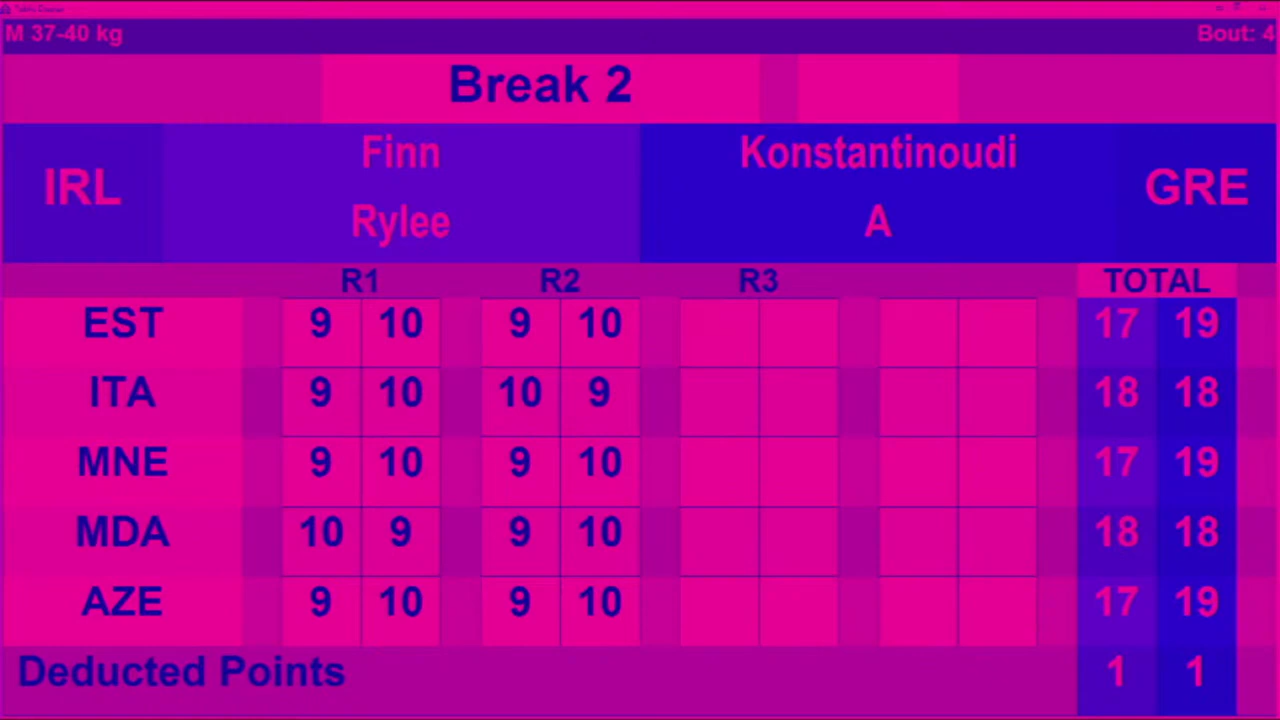 M 37-40 kg Bout: 4
Break 2
IRL Finn Rylee Konstantinoudi A GRE
R1 R2 R3 TOTAL
EST 9 10 9 10 17 19
ITA 9 10 10 9 18 18
MNE 9 10 9 10 17 19
MDA 10 9 9 10 18 18
AZE 9 10 9 10 17 19
Deducted Points 1 1